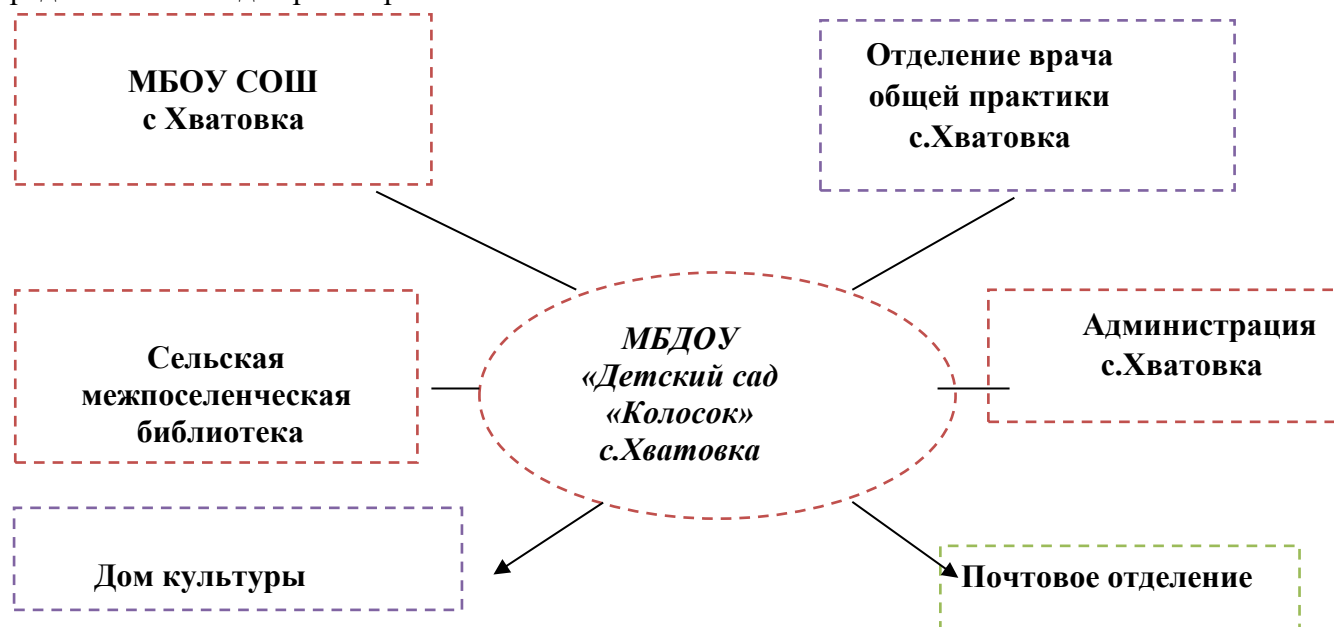 МБОУ СОШ
с Хватовка
Отделение врача
общей практики
с.Хватовка
Сельская
межпоселенческая
библиотека
МБДОУ
«Детский сад
«Колосок»
с.Хватовка
Администрация
с.Хватовка
Дом культуры
Почтовое отделение